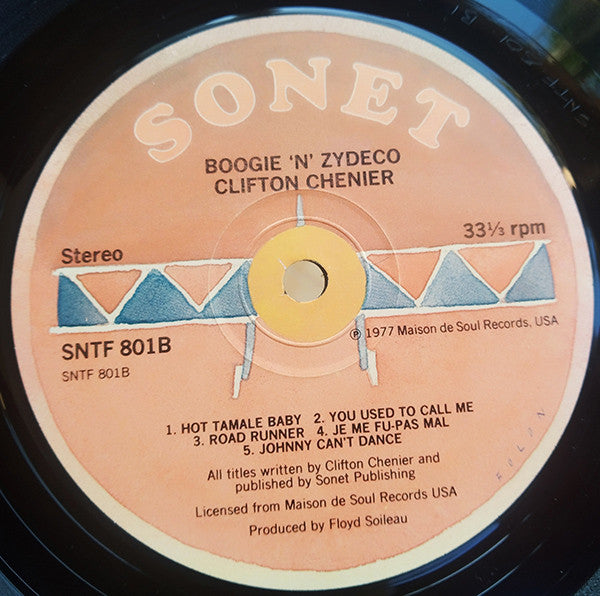 SONET
BOOGIE 'N' ZYDECO
CLIFTON CHENIER
Stereo
33⅓ rpm
SNTF 801B
SNTF 801B
℗ 1977 Maison de Soul Records, USA
1. HOT TAMALE BABY 2. YOU USED TO CALL ME
3. ROAD RUNNER 4. JE ME FU-PAS MAL
5. JOHNNY CAN'T DANCE
All titles written by Clifton Chenier and
published by Sonet Publishing
Licensed from Maison de Soul Records USA
Produced by Floyd Soileau
FOLON